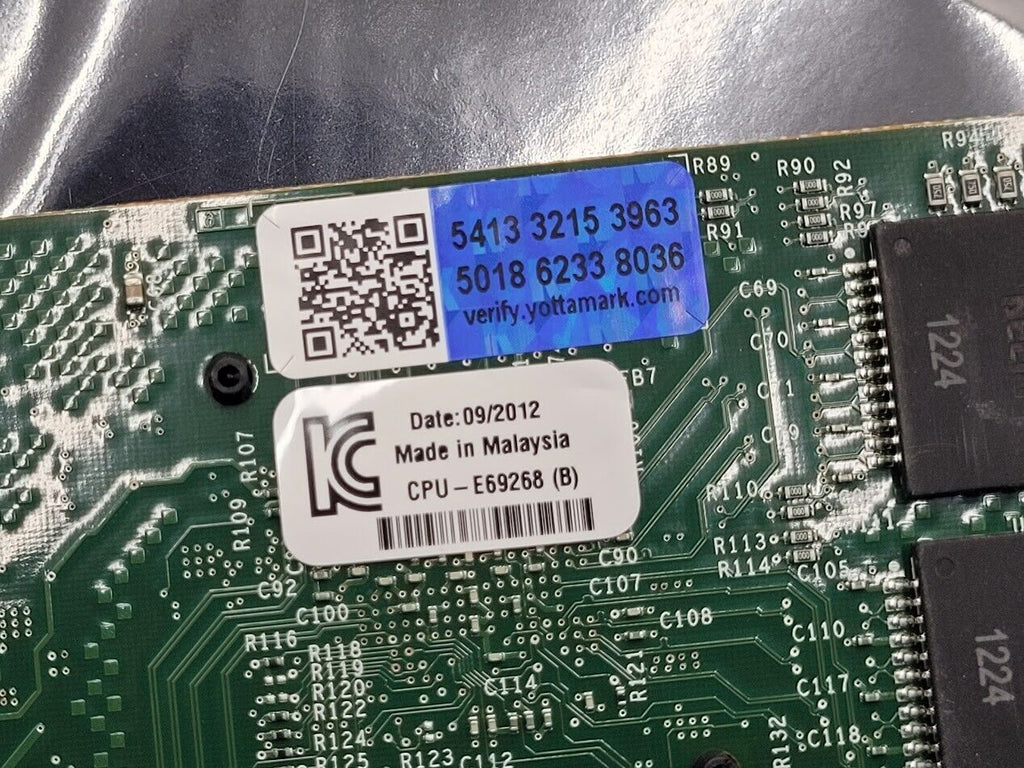 R94
R89
R90
R92
R97
R91
5413 3215 3963
5018 6233 8036
verify.yottamark.com
C69
C70
1224
Date: 09/2012
Made in Malaysia
CPU - E69268 (B)
R107
R109
R110
R113
R114
C105
C90
C92
C107
C100
C108
C110
R116
R118
R119
R120
R122
R124
R125
R121
C114
C117
C118
R123
C112
R132
1224